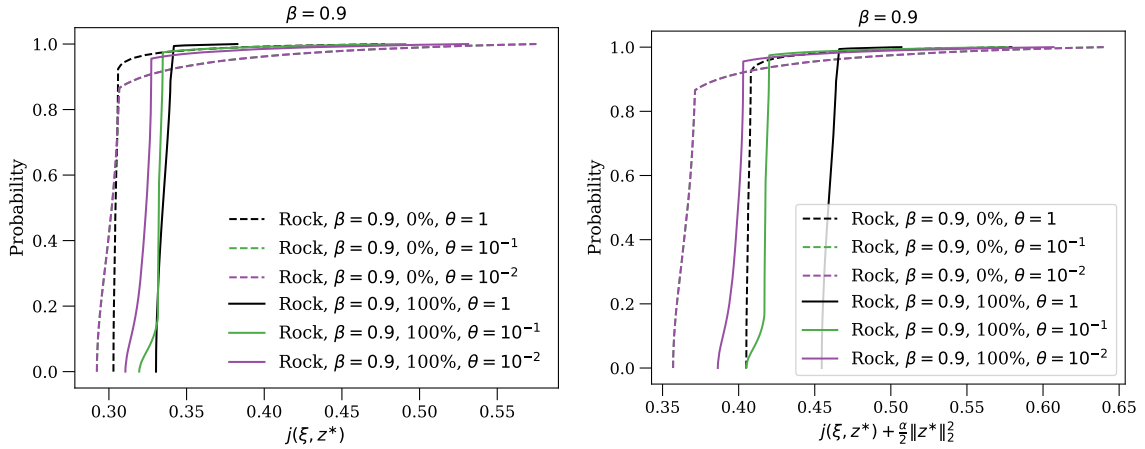 β = 0.9
1.0
0.8
0.6
0.4
0.2
0.0
Probability
Rock, β = 0.9, 0%, θ = 1
Rock, β = 0.9, 0%, θ = 10⁻¹
Rock, β = 0.9, 0%, θ = 10⁻²
Rock, β = 0.9, 100%, θ = 1
Rock, β = 0.9, 100%, θ = 10⁻¹
Rock, β = 0.9, 100%, θ = 10⁻²
0.30 0.35 0.40 0.45 0.50 0.55
j(ξ, z*)
β = 0.9
1.0
0.8
0.6
0.4
0.2
0.0
Probability
Rock, β = 0.9, 0%, θ = 1
Rock, β = 0.9, 0%, θ = 10⁻¹
Rock, β = 0.9, 0%, θ = 10⁻²
Rock, β = 0.9, 100%, θ = 1
Rock, β = 0.9, 100%, θ = 10⁻¹
Rock, β = 0.9, 100%, θ = 10⁻²
0.35 0.40 0.45 0.50 0.55 0.60 0.65
j(ξ, z*) + α/2 ‖z*‖₂²